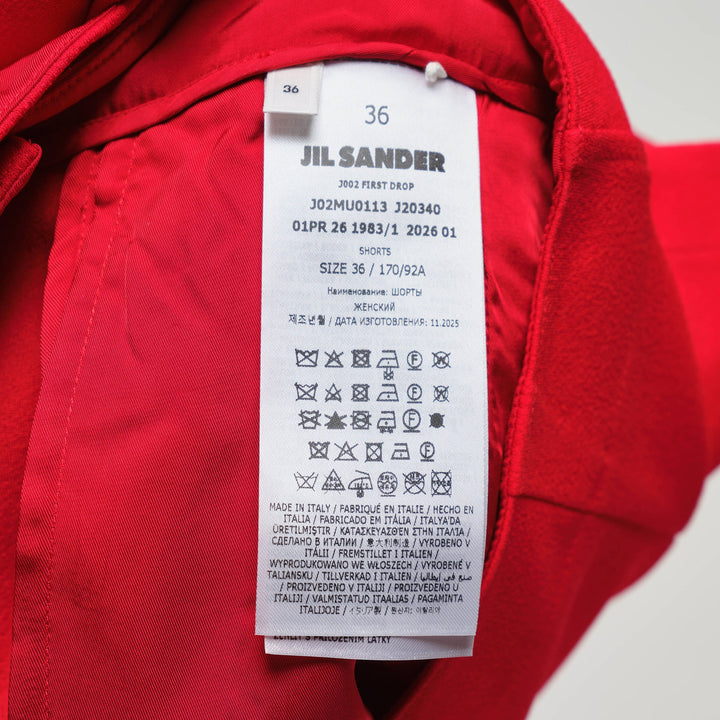 36
36
JIL SANDER
J002 FIRST DROP
J02MU0113 J20340
01PR 26 1983/1 2026 01
SHORTS
SIZE 36 / 170/92A
Наименование: ШОРТЫ
ЖЕНСКИЙ
제조년월 / ДАТА ИЗГОТОВЛЕНИЯ: 11.2025
MADE IN ITALY / FABRIQUÉ EN ITALIE / HECHO EN
ITALIA / FABRICADO EM ITÁLIA / ITALYA'DA
ÜRETILMIŞTIR / ΚΑΤΑΣΚΕΥΑΣΘΕΝ ΣΤΗΝ ΙΤΑΛΙΑ /
СДЕЛАНО В ИТАЛИИ / 意大利制造 / VYROBENO V
ITÁLII / FREMSTILLET I ITALIEN /
WYPRODUKOWANO WE WŁOSZECH / VYROBENÉ V
TALIANSKU / TILLVERKAD I ITALIEN / صنع في إيطاليا
/ PROIZVEDENO V ITALIJI / PROIZVEDENO U
ITALIJI / VALMISTATUD ITAALIAS / PAGAMINTA
ITALIJOJE / イタリア製 / 원산지: 이탈리아
S PRILOŽENÍM LÁTKY